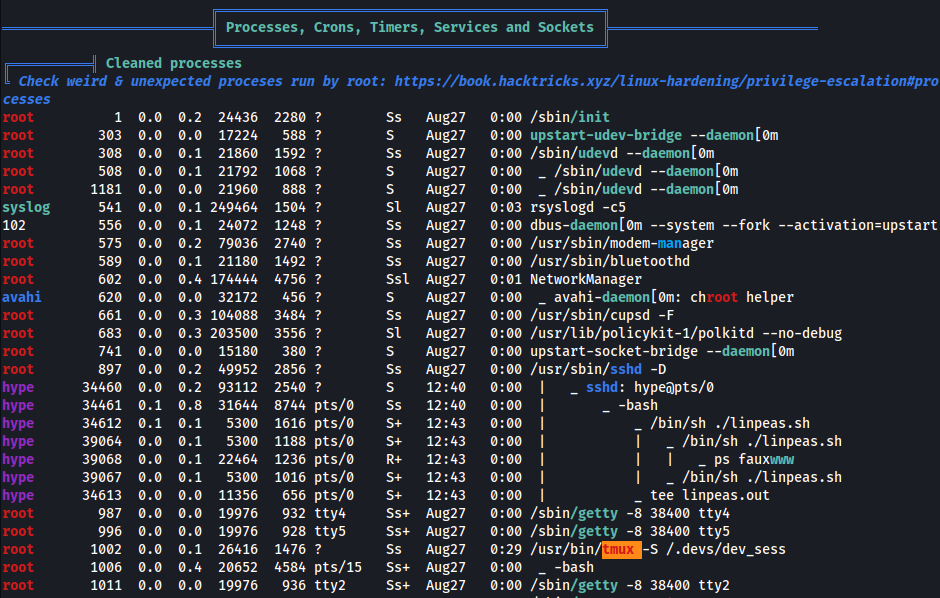 Processes, Crons, Timers, Services and Sockets
Cleaned processes
Check weird & unexpected proceses run by root: https://book.hacktricks.xyz/linux-hardening/privilege-escalation#pro
cesses
root 1 0.0 0.2 24436 2280 ? Ss Aug27 0:00 /sbin/init
root 303 0.0 0.0 17224 588 ? S Aug27 0:00 upstart-udev-bridge --daemon[0m
root 308 0.0 0.1 21860 1592 ? Ss Aug27 0:00 /sbin/udevd --daemon[0m
root 508 0.0 0.1 21792 1068 ? S Aug27 0:00 _ /sbin/udevd --daemon[0m
root 1181 0.0 0.0 21960 888 ? S Aug27 0:00 _ /sbin/udevd --daemon[0m
syslog 541 0.0 0.1 249464 1504 ? Sl Aug27 0:03 rsyslogd -c5
102 556 0.0 0.1 24072 1248 ? Ss Aug27 0:00 dbus-daemon[0m --system --fork --activation=upstart
root 575 0.0 0.2 79036 2740 ? Ss Aug27 0:00 /usr/sbin/modem-manager
root 589 0.0 0.1 21180 1492 ? Ss Aug27 0:00 /usr/sbin/bluetoothd
root 602 0.0 0.4 174444 4756 ? Ssl Aug27 0:01 NetworkManager
avahi 620 0.0 0.0 32172 456 ? S Aug27 0:00 _ avahi-daemon[0m: chroot helper
root 661 0.0 0.3 104088 3484 ? Ss Aug27 0:00 /usr/sbin/cupsd -F
root 683 0.0 0.3 203500 3556 ? Sl Aug27 0:00 /usr/lib/policykit-1/polkitd --no-debug
root 741 0.0 0.0 15180 380 ? S Aug27 0:00 upstart-socket-bridge --daemon[0m
root 897 0.0 0.2 49952 2856 ? Ss Aug27 0:00 /usr/sbin/sshd -D
hype 34460 0.0 0.2 93112 2540 ? S 12:40 0:00 | _ sshd: hype@pts/0
hype 34461 0.1 0.8 31644 8744 pts/0 Ss 12:40 0:00 | _ -bash
hype 34612 0.1 0.1 5300 1616 pts/0 S+ 12:43 0:00 | _ /bin/sh ./linpeas.sh
hype 39064 0.0 0.1 5300 1188 pts/0 S+ 12:43 0:00 | | _ /bin/sh ./linpeas.sh
hype 39068 0.0 0.1 22464 1236 pts/0 R+ 12:43 0:00 | | | _ ps fauxwww
hype 39067 0.0 0.1 5300 1016 pts/0 S+ 12:43 0:00 | | _ /bin/sh ./linpeas.sh
hype 34613 0.0 0.0 11356 656 pts/0 S+ 12:43 0:00 | _ tee linpeas.out
root 987 0.0 0.0 19976 932 tty4 Ss+ Aug27 0:00 /sbin/getty -8 38400 tty4
root 996 0.0 0.0 19976 928 tty5 Ss+ Aug27 0:00 /sbin/getty -8 38400 tty5
root 1002 0.0 0.1 26416 1476 ? Ss Aug27 0:29 /usr/bin/tmux -S /.devs/dev_sess
root 1006 0.0 0.4 20652 4584 pts/15 Ss+ Aug27 0:00 _ -bash
root 1011 0.0 0.0 19976 936 tty2 Ss+ Aug27 0:00 /sbin/getty -8 38400 tty2